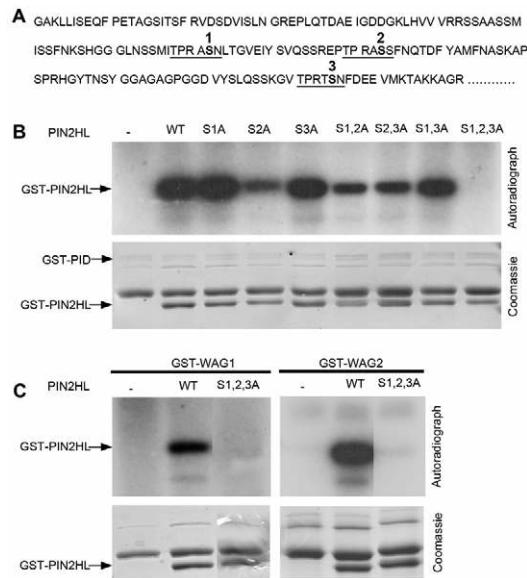 A
GAKLLISEQF PETAGSITSF RVDSDVISLN GREPLQTDAE IGDDGKLHVV VRRSSAASSM
1 2
ISSFNKSHGG GLNSSMITPR ASNLTGVEIY SVQSSREPTP RASSFNQTDF YAMFNASKAP
3
SPRHGYTNSY GGAGAGPGGD VYSLQSSKGV TPRTSNFDEE VMKTAKKAGR ............
B
PIN2HL - WT S1A S2A S3A S1,2A S2,3A S1,3A S1,2,3A
GST-PIN2HL
Autoradiograph
GST-PID
GST-PIN2HL
Coomassie
C
GST-WAG1 GST-WAG2
PIN2HL - WT S1,2,3A - WT S1,2,3A
GST-PIN2HL
Autoradiograph
GST-PIN2HL
Coomassie